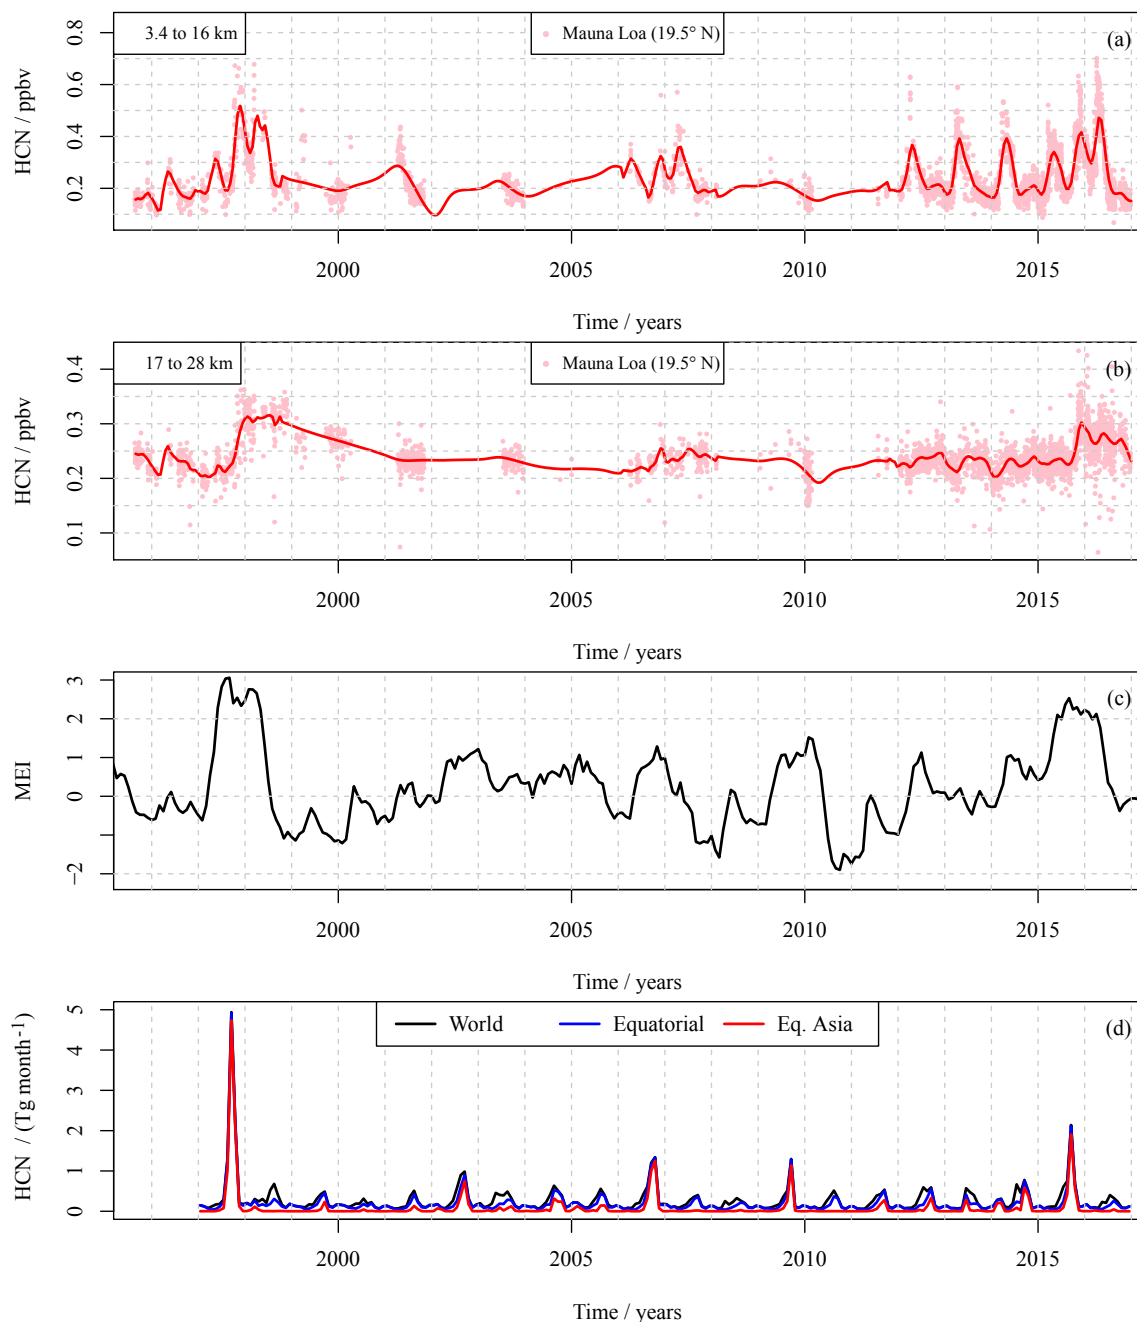 3.4 to 16 km
Mauna Loa (19.5° N)
(a)
HCN / ppbv
0.2 0.4 0.6 0.8
2000 2005 2010 2015
Time / years
17 to 28 km
Mauna Loa (19.5° N)
(b)
HCN / ppbv
0.1 0.2 0.3 0.4
2000 2005 2010 2015
Time / years
(c)
MEI
−2 0 1 2 3
2000 2005 2010 2015
Time / years
World Equatorial Eq. Asia
(d)
HCN / (Tg month-1)
0 1 2 3 4 5
2000 2005 2010 2015
Time / years